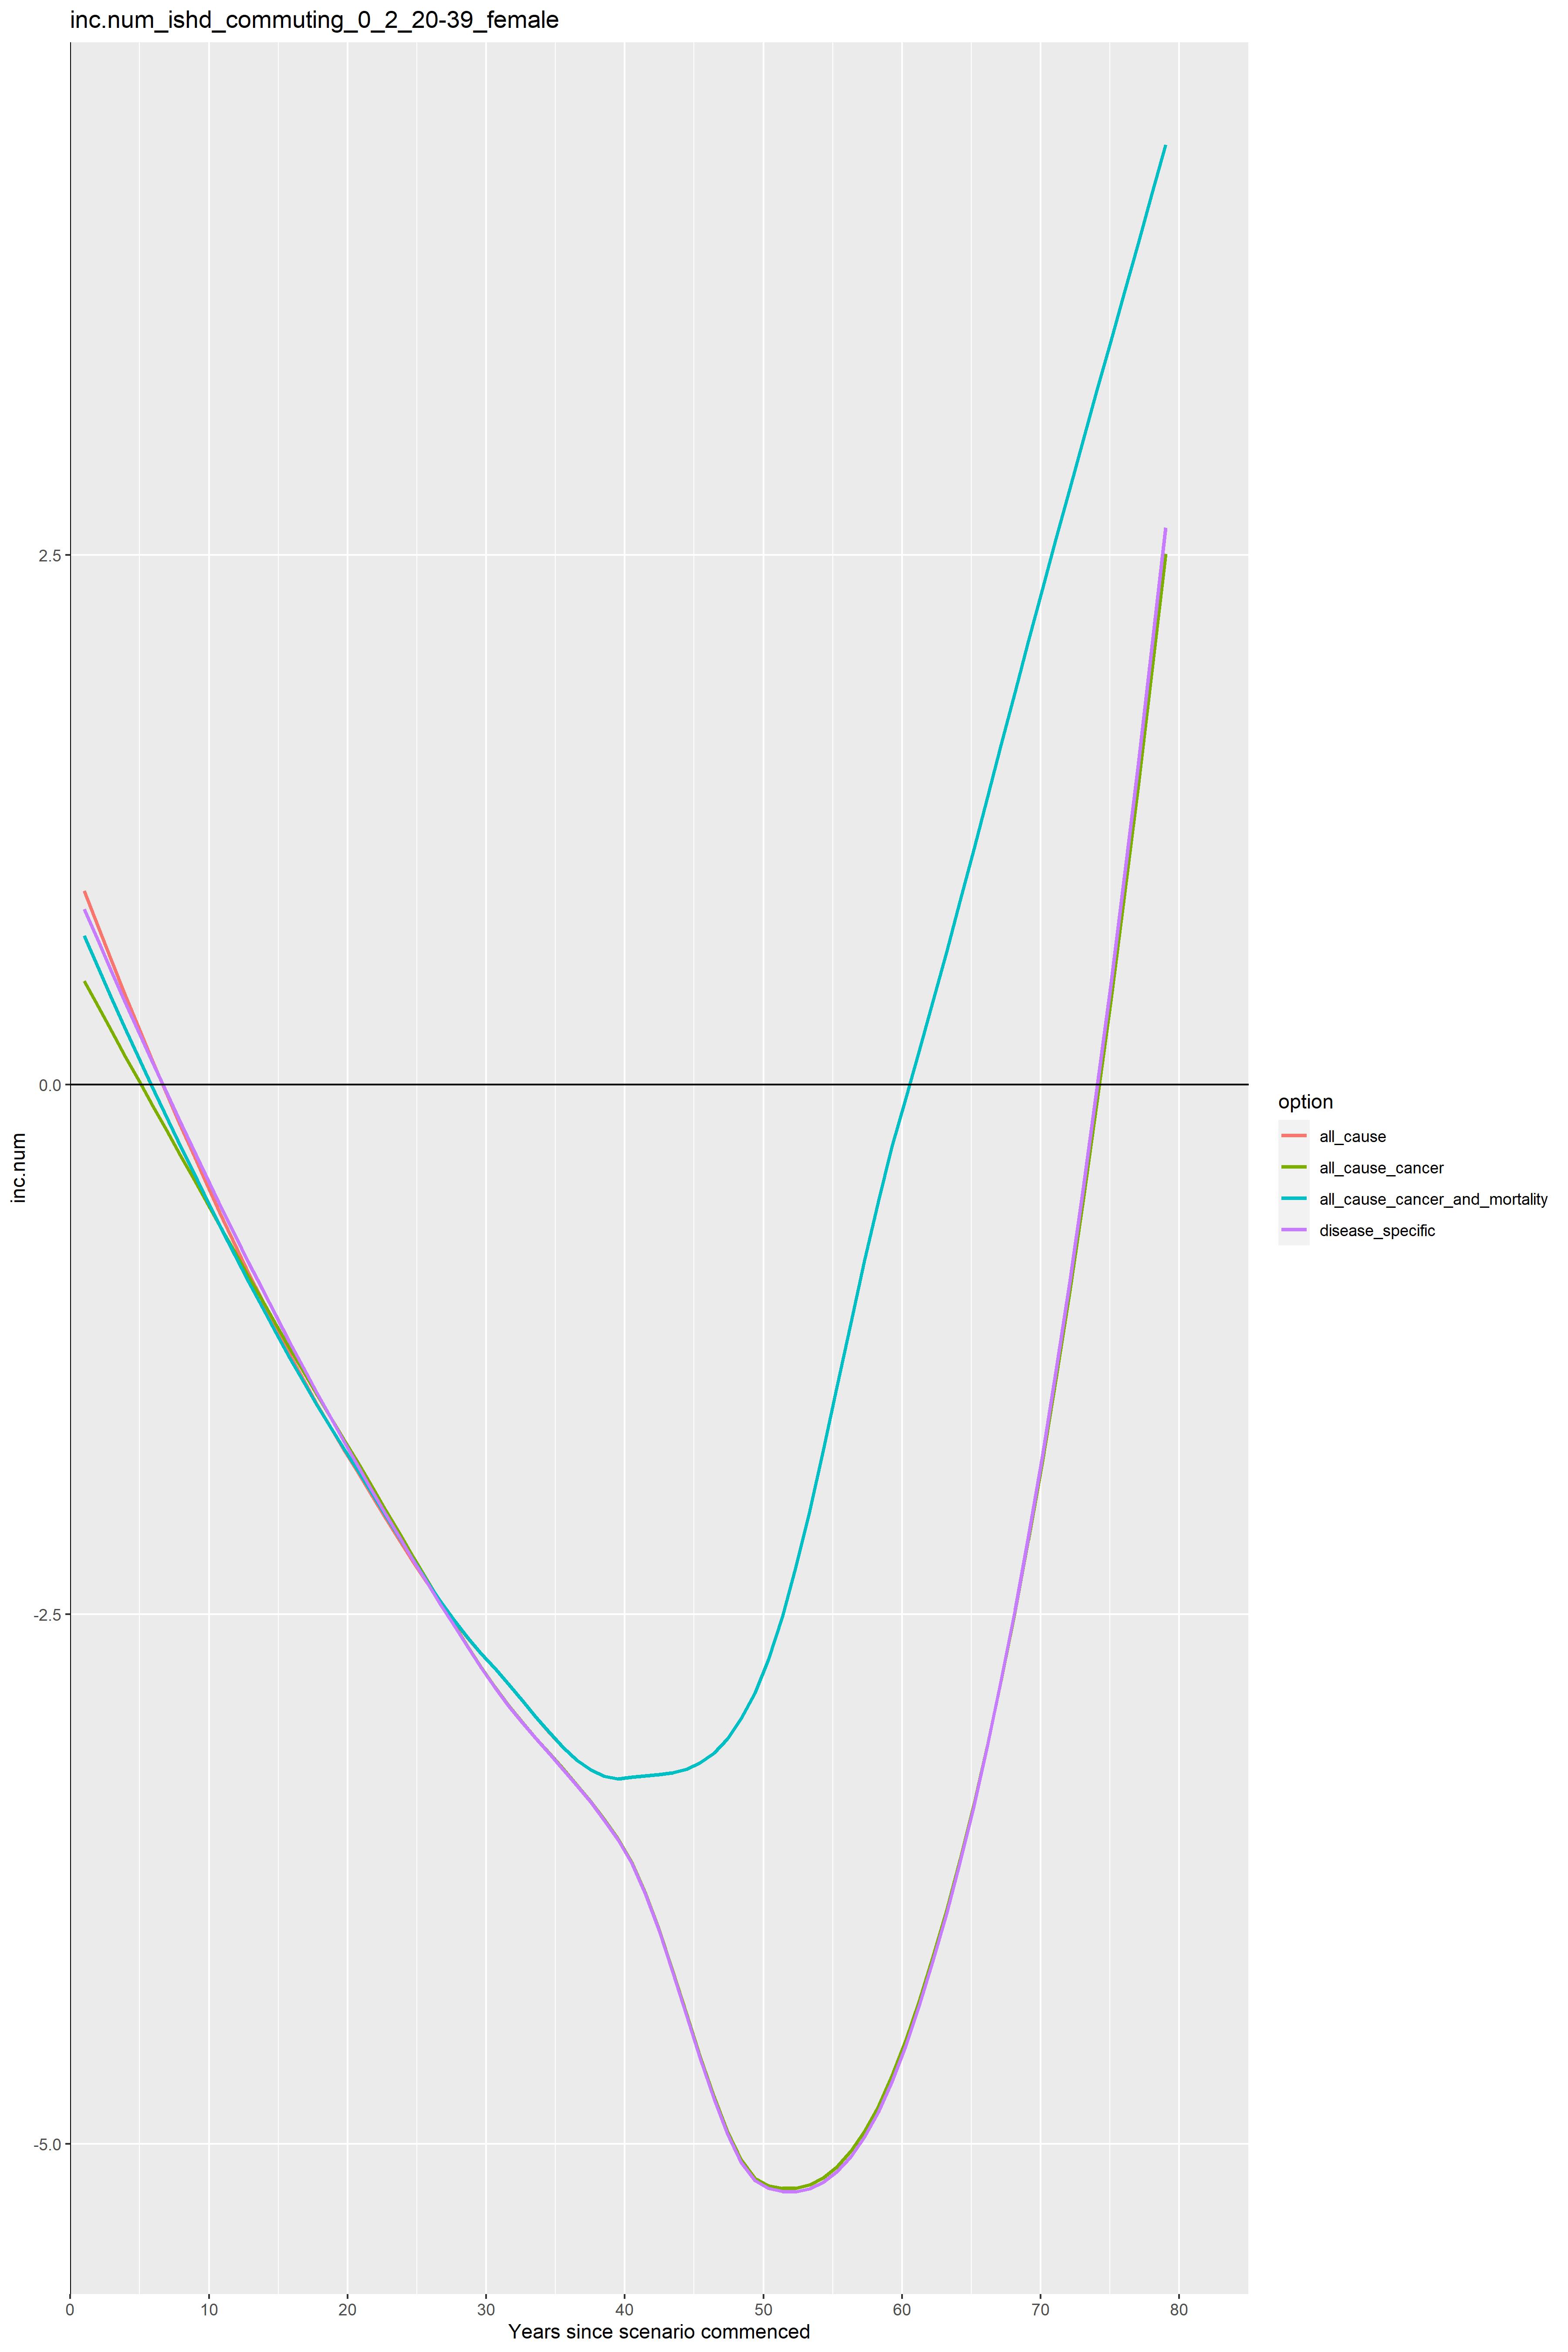 inc.num_ishd_commuting_0_2_20-39_female
2.5
0.0
-2.5
-5.0
inc.num
0 10 20 30 40 50 60 70 80
Years since scenario commenced
option
all_cause
all_cause_cancer
all_cause_cancer_and_mortality
disease_specific